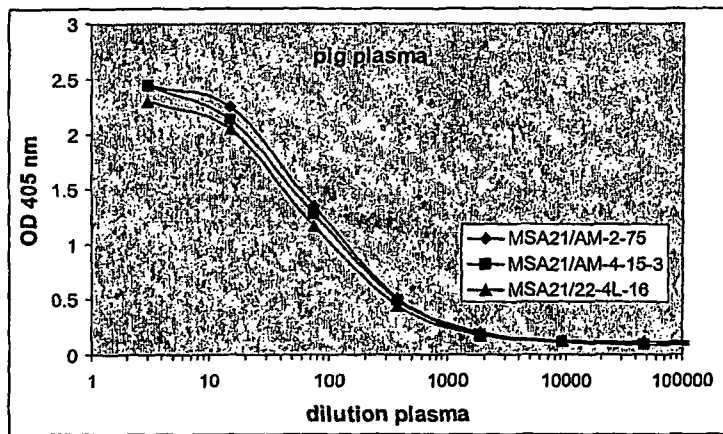 3
pig plasma
2.5
2
1.5
1
0.5
0
OD 405 nm
MSA21/AM-2-75
MSA21/AM-4-15-3
MSA21/22-4L-16
1 10 100 1000 10000 100000
dilution plasma